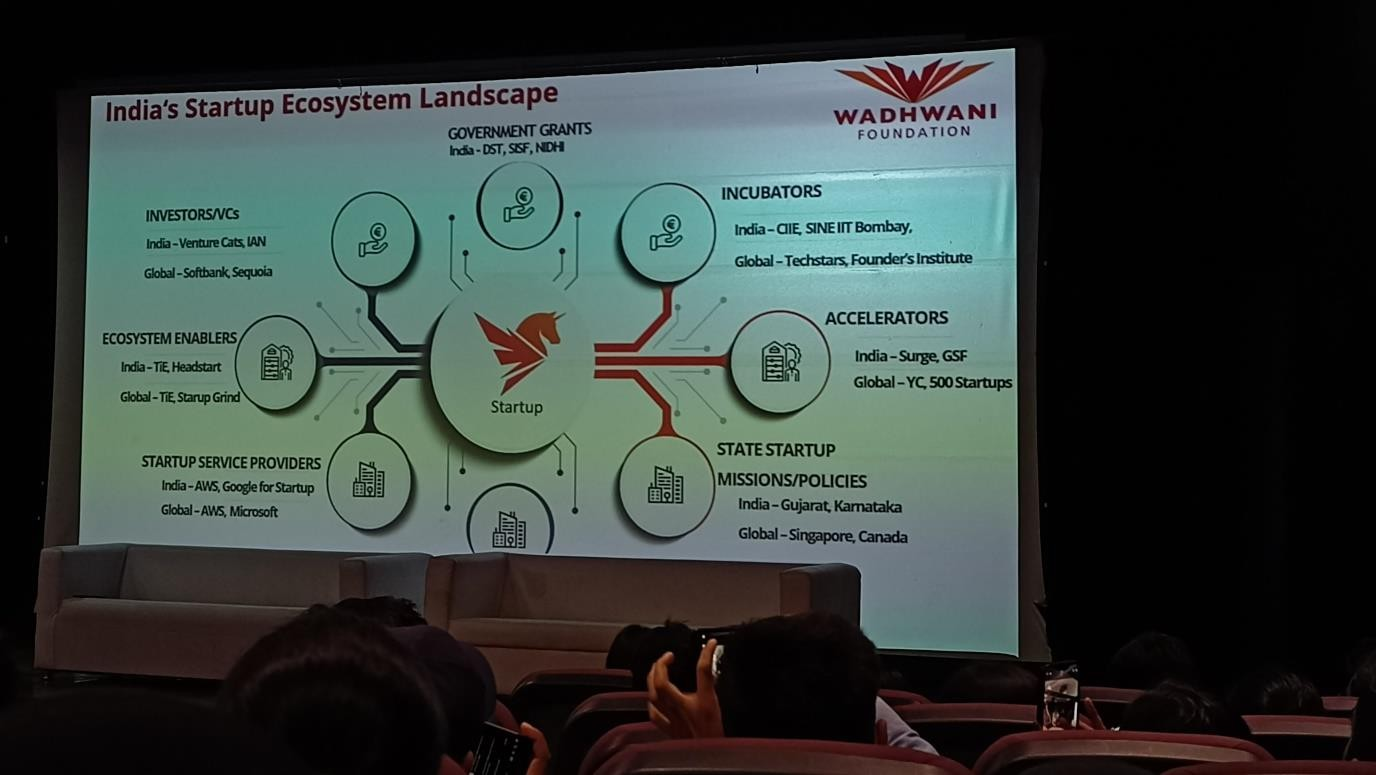 India's Startup Ecosystem Landscape
WADHWANI
FOUNDATION
GOVERNMENT GRANTS
India - DST, SISF, NIDHI
INVESTORS/VCs
India – Venture Cats, IAN
Global – Softbank, Sequoia
INCUBATORS
India – CIIE, SINE IIT Bombay,
Global – Techstars, Founder's Institute
ECOSYSTEM ENABLERS
India – TiE, Headstart
Global – TiE, Starup Grind
ACCELERATORS
India – Surge, GSF
Global – YC, 500 Startups
Startup
STARTUP SERVICE PROVIDERS
India – AWS, Google for Startup
Global – AWS, Microsoft
STATE STARTUP
MISSIONS/POLICIES
India – Gujarat, Karnataka
Global – Singapore, Canada